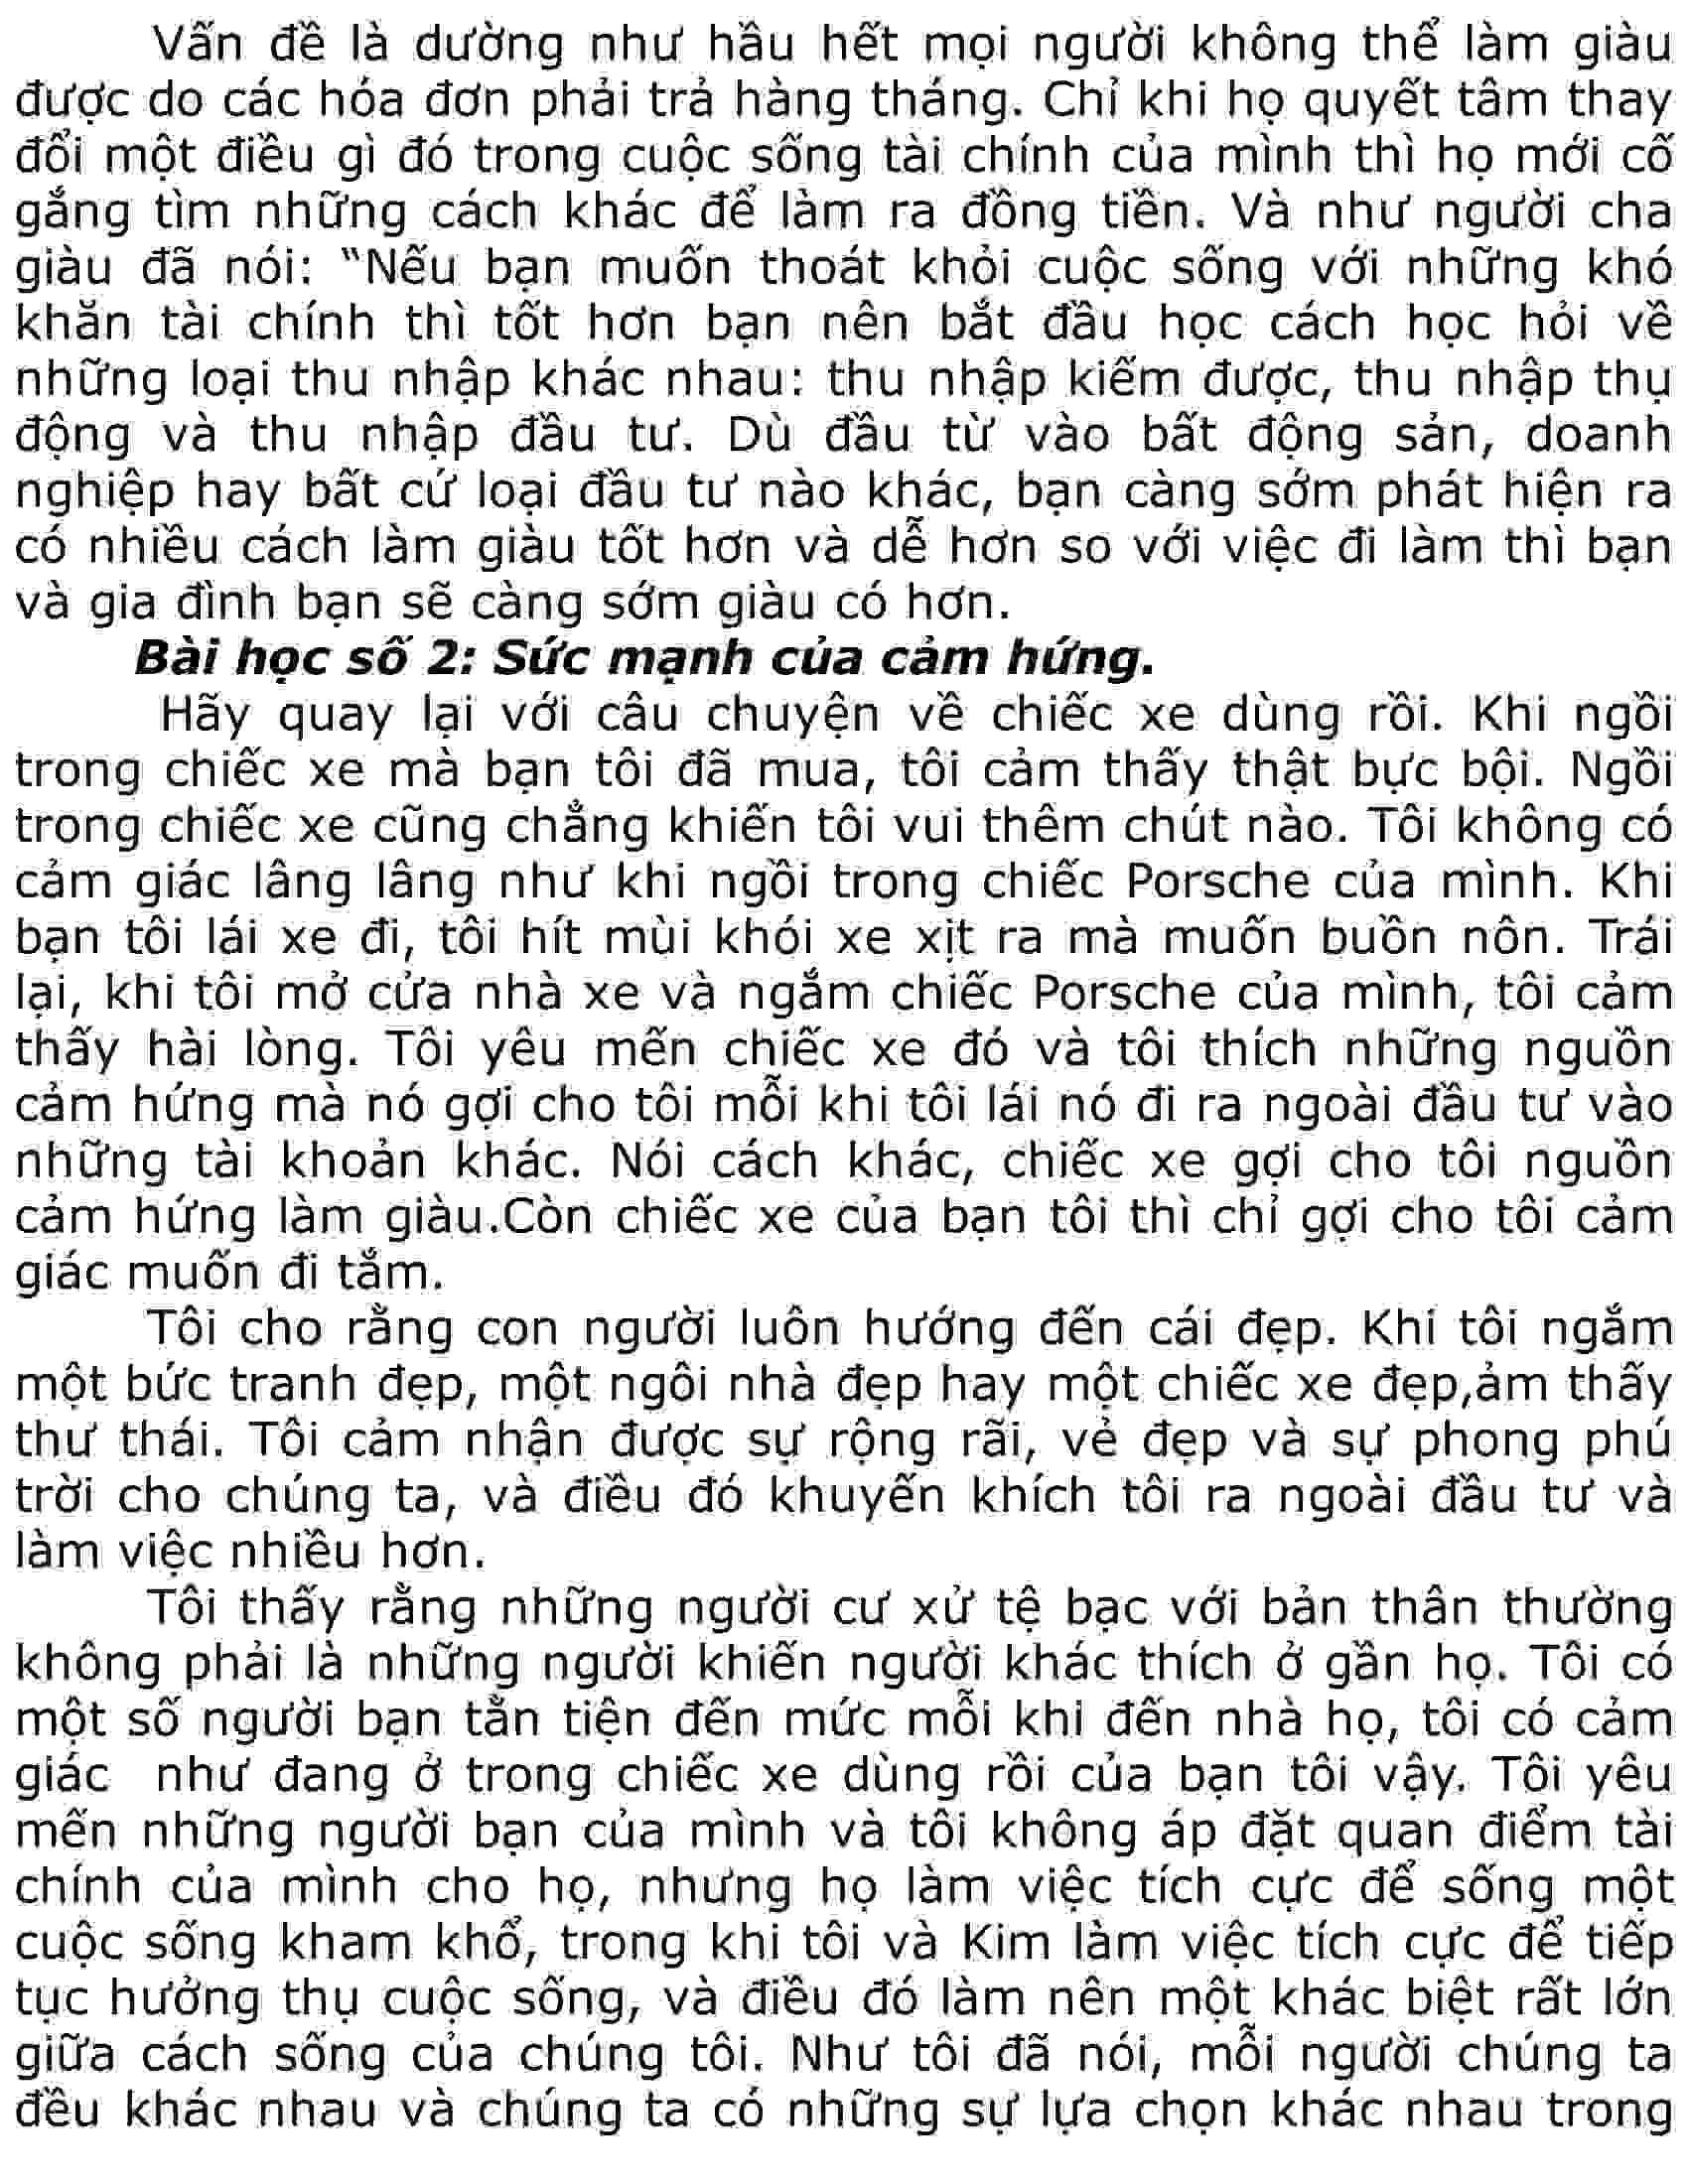 Vấn đề là dường như hầu hết mọi người không thể làm giàu
được do các hóa đơn phải trả hàng tháng. Chỉ khi họ quyết tâm thay
đổi một điều gì đó trong cuộc sống tài chính của mình thì họ mới cố
gắng tìm những cách khác để làm ra đồng tiền. Và như người cha
giàu đã nói: “Nếu bạn muốn thoát khỏi cuộc sống với những khó
khăn tài chính thì tốt hơn bạn nên bắt đầu học cách học hỏi về
những loại thu nhập khác nhau: thu nhập kiếm được, thu nhập thụ
động và thu nhập đầu tư. Dù đầu từ vào bất động sản, doanh
nghiệp hay bất cứ loại đầu tư nào khác, bạn càng sớm phát hiện ra
có nhiều cách làm giàu tốt hơn và dễ hơn so với việc đi làm thì bạn
và gia đình bạn sẽ càng sớm giàu có hơn.
Bài học số 2: Sức mạnh của cảm hứng.
Hãy quay lại với câu chuyện về chiếc xe dùng rồi. Khi ngồi
trong chiếc xe mà bạn tôi đã mua, tôi cảm thấy thật bực bội. Ngồi
trong chiếc xe cũng chẳng khiến tôi vui thêm chút nào. Tôi không có
cảm giác lâng lâng như khi ngồi trong chiếc Porsche của mình. Khi
bạn tôi lái xe đi, tôi hít mùi khói xe xịt ra mà muốn buồn nôn. Trái
lại, khi tôi mở cửa nhà xe và ngắm chiếc Porsche của mình, tôi cảm
thấy hài lòng. Tôi yêu mến chiếc xe đó và tôi thích những nguồn
cảm hứng mà nó gợi cho tôi mỗi khi tôi lái nó đi ra ngoài đầu tư vào
những tài khoản khác. Nói cách khác, chiếc xe gợi cho tôi nguồn
cảm hứng làm giàu.Còn chiếc xe của bạn tôi thì chỉ gợi cho tôi cảm
giác muốn đi tắm.
Tôi cho rằng con người luôn hướng đến cái đẹp. Khi tôi ngắm
một bức tranh đẹp, một ngôi nhà đẹp hay một chiếc xe đẹp,ảm thấy
thư thái. Tôi cảm nhận được sự rộng rãi, vẻ đẹp và sự phong phú
trời cho chúng ta, và điều đó khuyến khích tôi ra ngoài đầu tư và
làm việc nhiều hơn.
Tôi thấy rằng những người cư xử tệ bạc với bản thân thường
không phải là những người khiến người khác thích ở gần họ. Tôi có
một số người bạn tằn tiện đến mức mỗi khi đến nhà họ, tôi có cảm
giác như đang ở trong chiếc xe dùng rồi của bạn tôi vậy. Tôi yêu
mến những người bạn của mình và tôi không áp đặt quan điểm tài
chính của mình cho họ, nhưng họ làm việc tích cực để sống một
cuộc sống kham khổ, trong khi tôi và Kim làm việc tích cực để tiếp
tục hưởng thụ cuộc sống, và điều đó làm nên một khác biệt rất lớn
giữa cách sống của chúng tôi. Như tôi đã nói, mỗi người chúng ta
đều khác nhau và chúng ta có những sự lựa chọn khác nhau trong